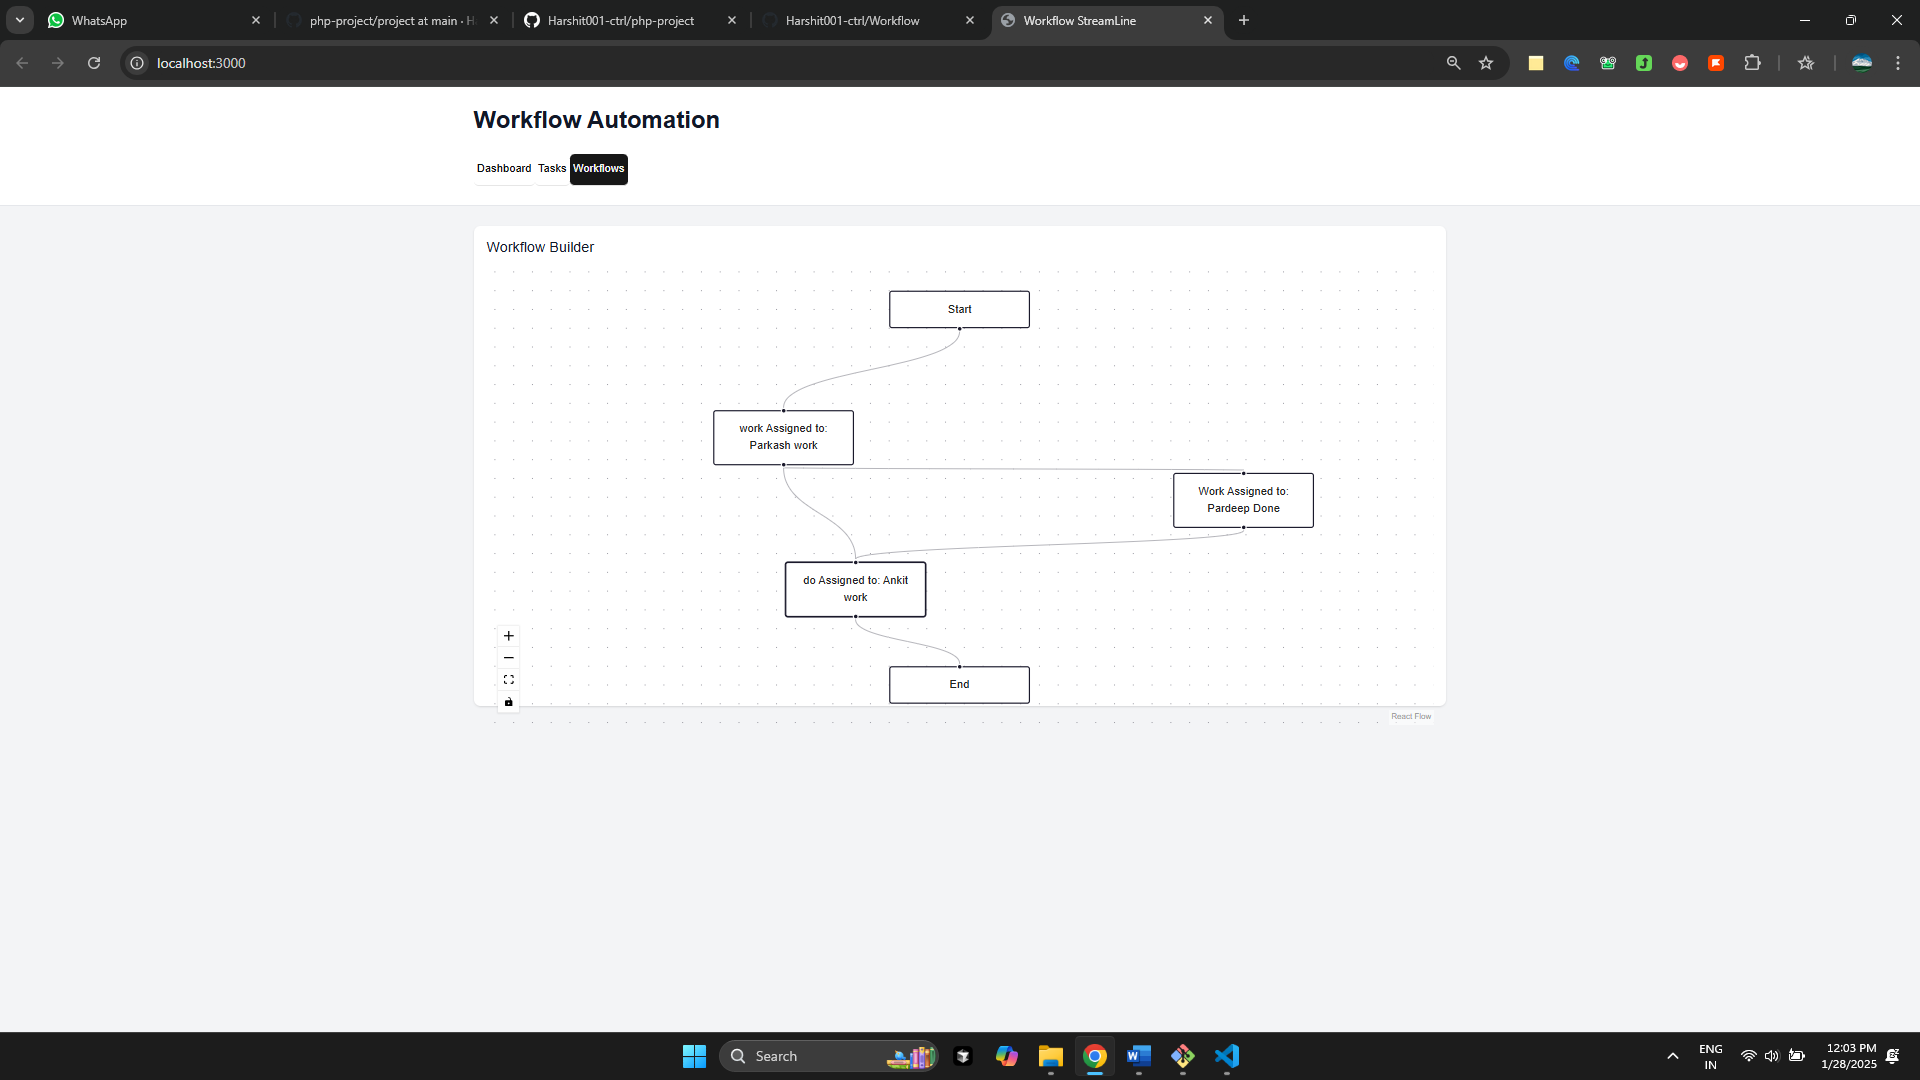 WhatsApp
php-project/project at main · Ha
Harshit001-ctrl/php-project
Harshit001-ctrl/Workflow
Workflow StreamLine
localhost:3000
Workflow Automation
Dashboard
Tasks
Workflows
Workflow Builder
Start
work Assigned to:
Parkash work
Work Assigned to:
Pardeep Done
do Assigned to: Ankit
work
End
React Flow
Search
ENG
IN
12:03 PM
1/28/2025